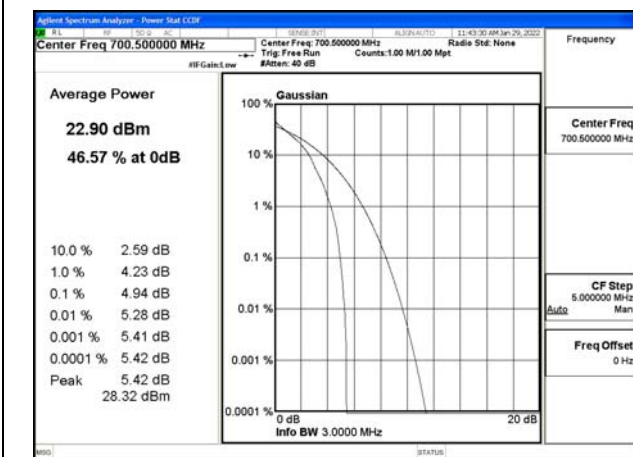 Agilent Spectrum Analyzer - Power Stat CCDF
RL RF 50 Ω AC SENSE:INT ALIGN AUTO 11:43:30 AM Jan 29, 2022
Center Freq 700.500000 MHz
Center Freq: 700.500000 MHz Radio Std: None
Trig: Free Run Counts:1.00 M/1.00 Mpt
#IFGain:Low #Atten: 40 dB
Frequency
Average Power
22.90 dBm
46.57 % at 0dB
10.0 % 2.59 dB
1.0 % 4.23 dB
0.1 % 4.94 dB
0.01 % 5.28 dB
0.001 % 5.41 dB
0.0001 % 5.42 dB
Peak 5.42 dB
28.32 dBm
Gaussian
100 %
10 %
1 %
0.1 %
0.01 %
0.001 %
0.0001 %
0 dB 20 dB
Info BW 3.0000 MHz
Center Freq
700.500000 MHz
CF Step
5.000000 MHz
Auto Man
Freq Offset
0 Hz
MSG STATUS